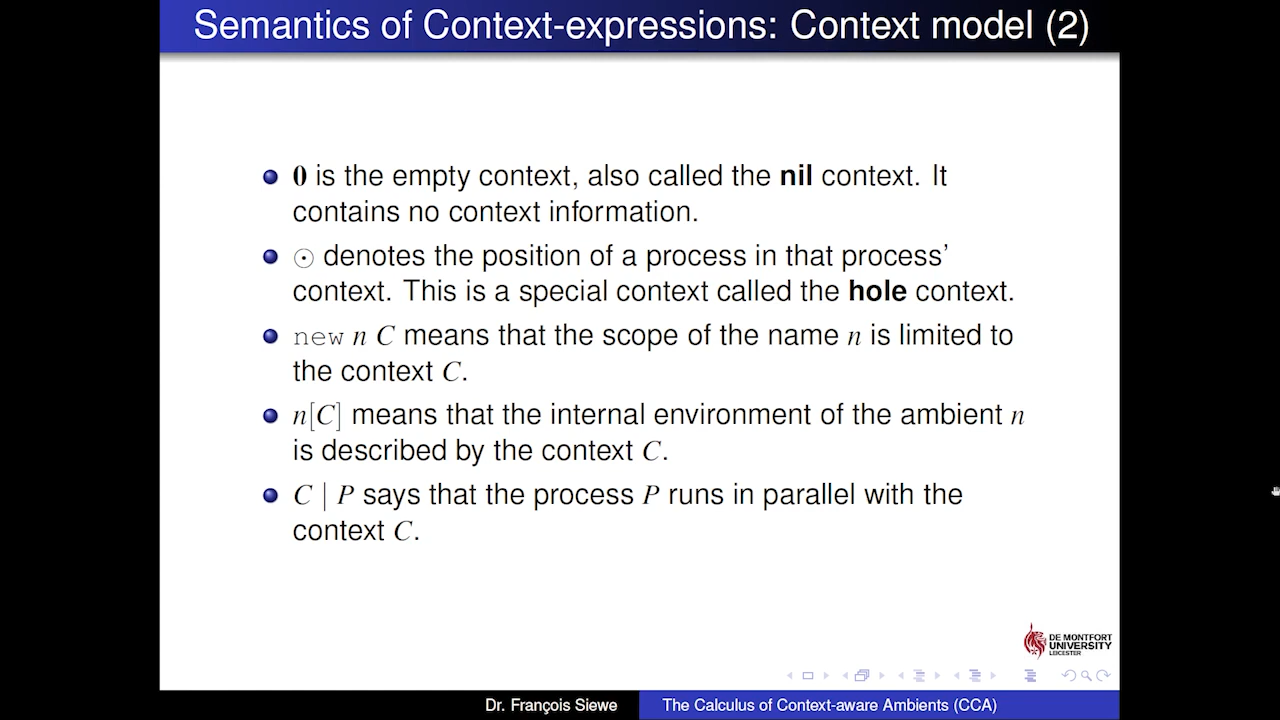 Semantics of Context-expressions: Context model (2)
0 is the empty context, also called the nil context. It
contains no context information.
⊙ denotes the position of a process in that process’
context. This is a special context called the hole context.
new n C means that the scope of the name n is limited to
the context C.
n[C] means that the internal environment of the ambient n
is described by the context C.
C | P says that the process P runs in parallel with the
context C.
DE MONTFORT
UNIVERSITY
LEICESTER
Dr. François Siewe
The Calculus of Context-aware Ambients (CCA)